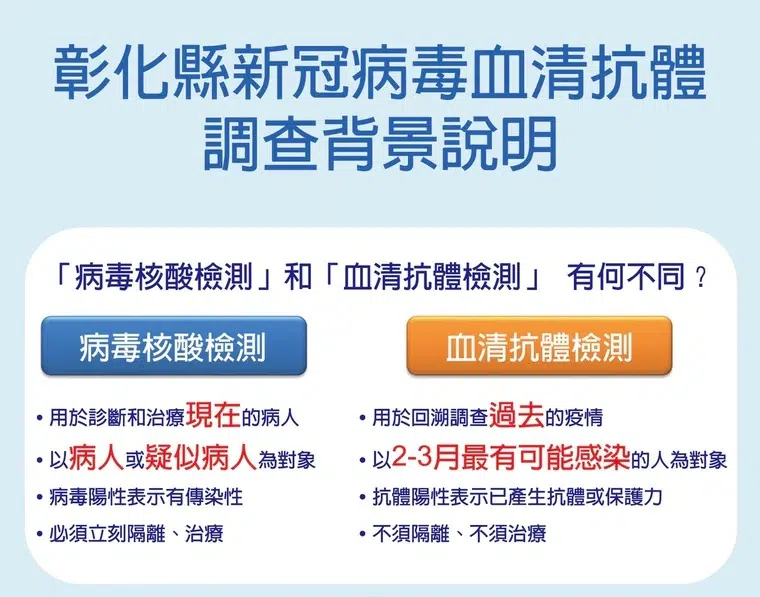 彰化縣新冠病毒血清抗體
調查背景說明
「病毒核酸檢測」和「血清抗體檢測」 有何不同？
病毒核酸檢測
• 用於診斷和治療現在的病人
• 以病人或疑似病人為對象
• 病毒陽性表示有傳染性
• 必須立刻隔離、治療
血清抗體檢測
• 用於回溯調查過去的疫情
• 以2-3月最有可能感染的人為對象
• 抗體陽性表示已產生抗體或保護力
• 不須隔離、不須治療